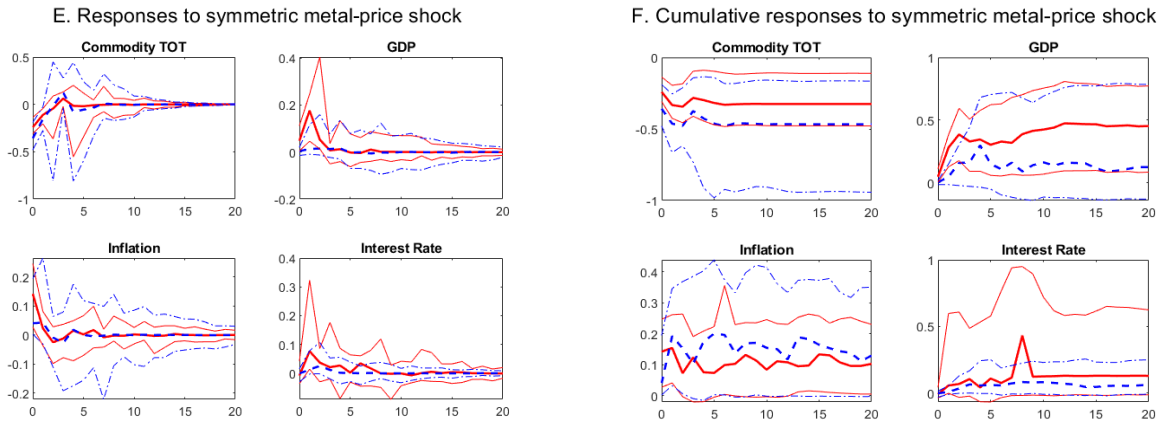 E. Responses to symmetric metal-price shock
Commodity TOT
0.5
0
-0.5
-1
0 5 10 15 20
GDP
0.4
0.2
0
-0.2
0 5 10 15 20
Inflation
0.2
0.1
0
-0.1
-0.2
0 5 10 15 20
Interest Rate
0.4
0.3
0.2
0.1
0
0 5 10 15 20
F. Cumulative responses to symmetric metal-price shock
Commodity TOT
0
-0.5
-1
0 5 10 15 20
GDP
1
0.5
0
0 5 10 15 20
Inflation
0.4
0.3
0.2
0.1
0
0 5 10 15 20
Interest Rate
1
0.5
0
0 5 10 15 20